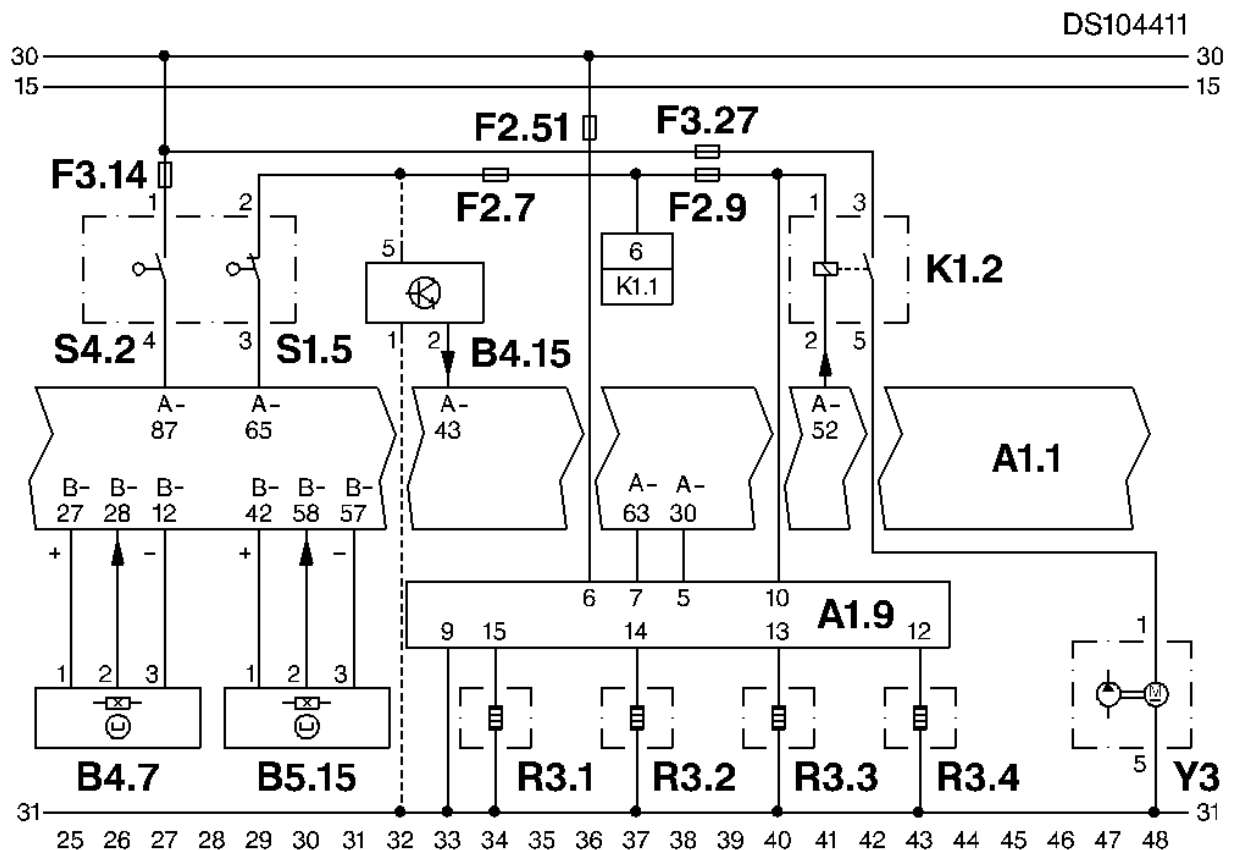 DS104411
30 30
15 15
F2.51 F3.27
F3.14
F2.7 F2.9
1 2 1 3
5 6
K1.1 K1.2
S4.2 4 3 S1.5 1 2 B4.15 2 5
A- A- A- A-
87 65 43 52
A1.1
B- B- B- B- B- B- A- A-
27 28 12 42 58 57 63 30
+ − + −
6 7 5 10
A1.9
9 15 14 13 12
1
1 2 3 1 2 3
X X M
U U
5
B4.7 B5.15 R3.1 R3.2 R3.3 R3.4 Y3
31 31
25 26 27 28 29 30 31 32 33 34 35 36 37 38 39 40 41 42 43 44 45 46 47 48